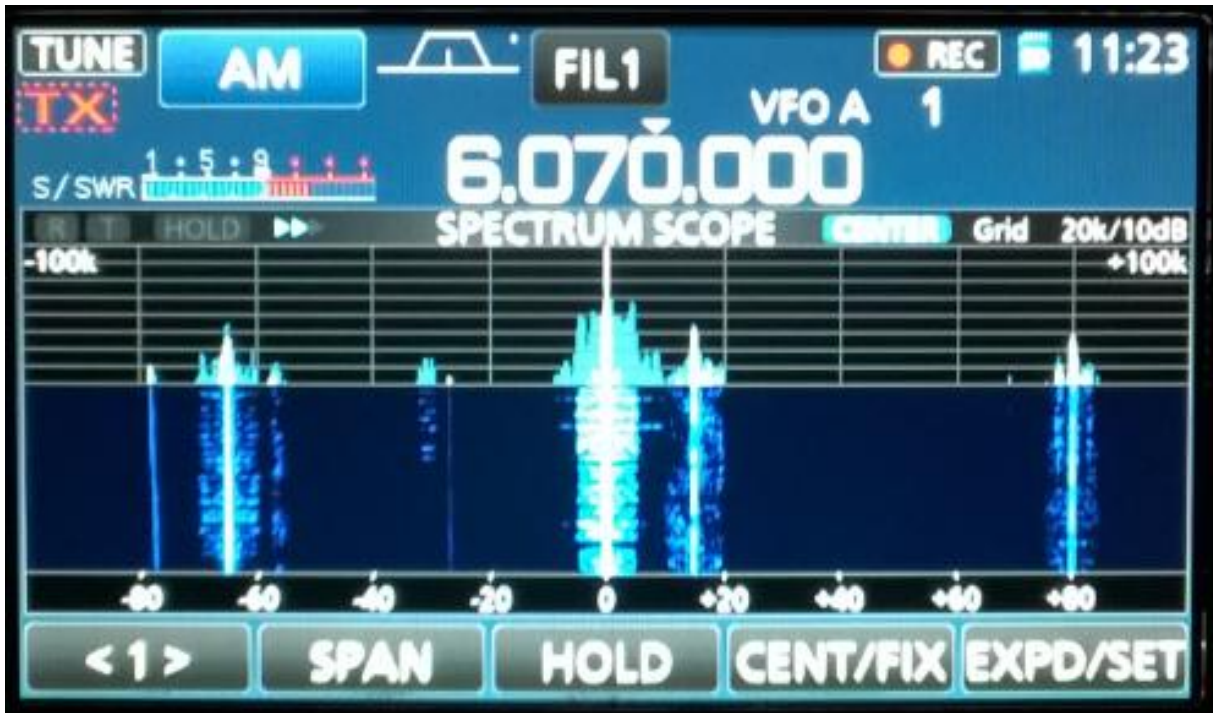 TUNE AM FIL1 REC 11:23
TX VFO A 1
6.070.000
1 5 9
S/SWR
R T HOLD SPECTRUM SCOPE CENTER Grid 20k/10dB
-100k +100k
-80 -60 -40 -20 0 +20 +40 +60 +80
<1> SPAN HOLD CENT/FIX EXPD/SET